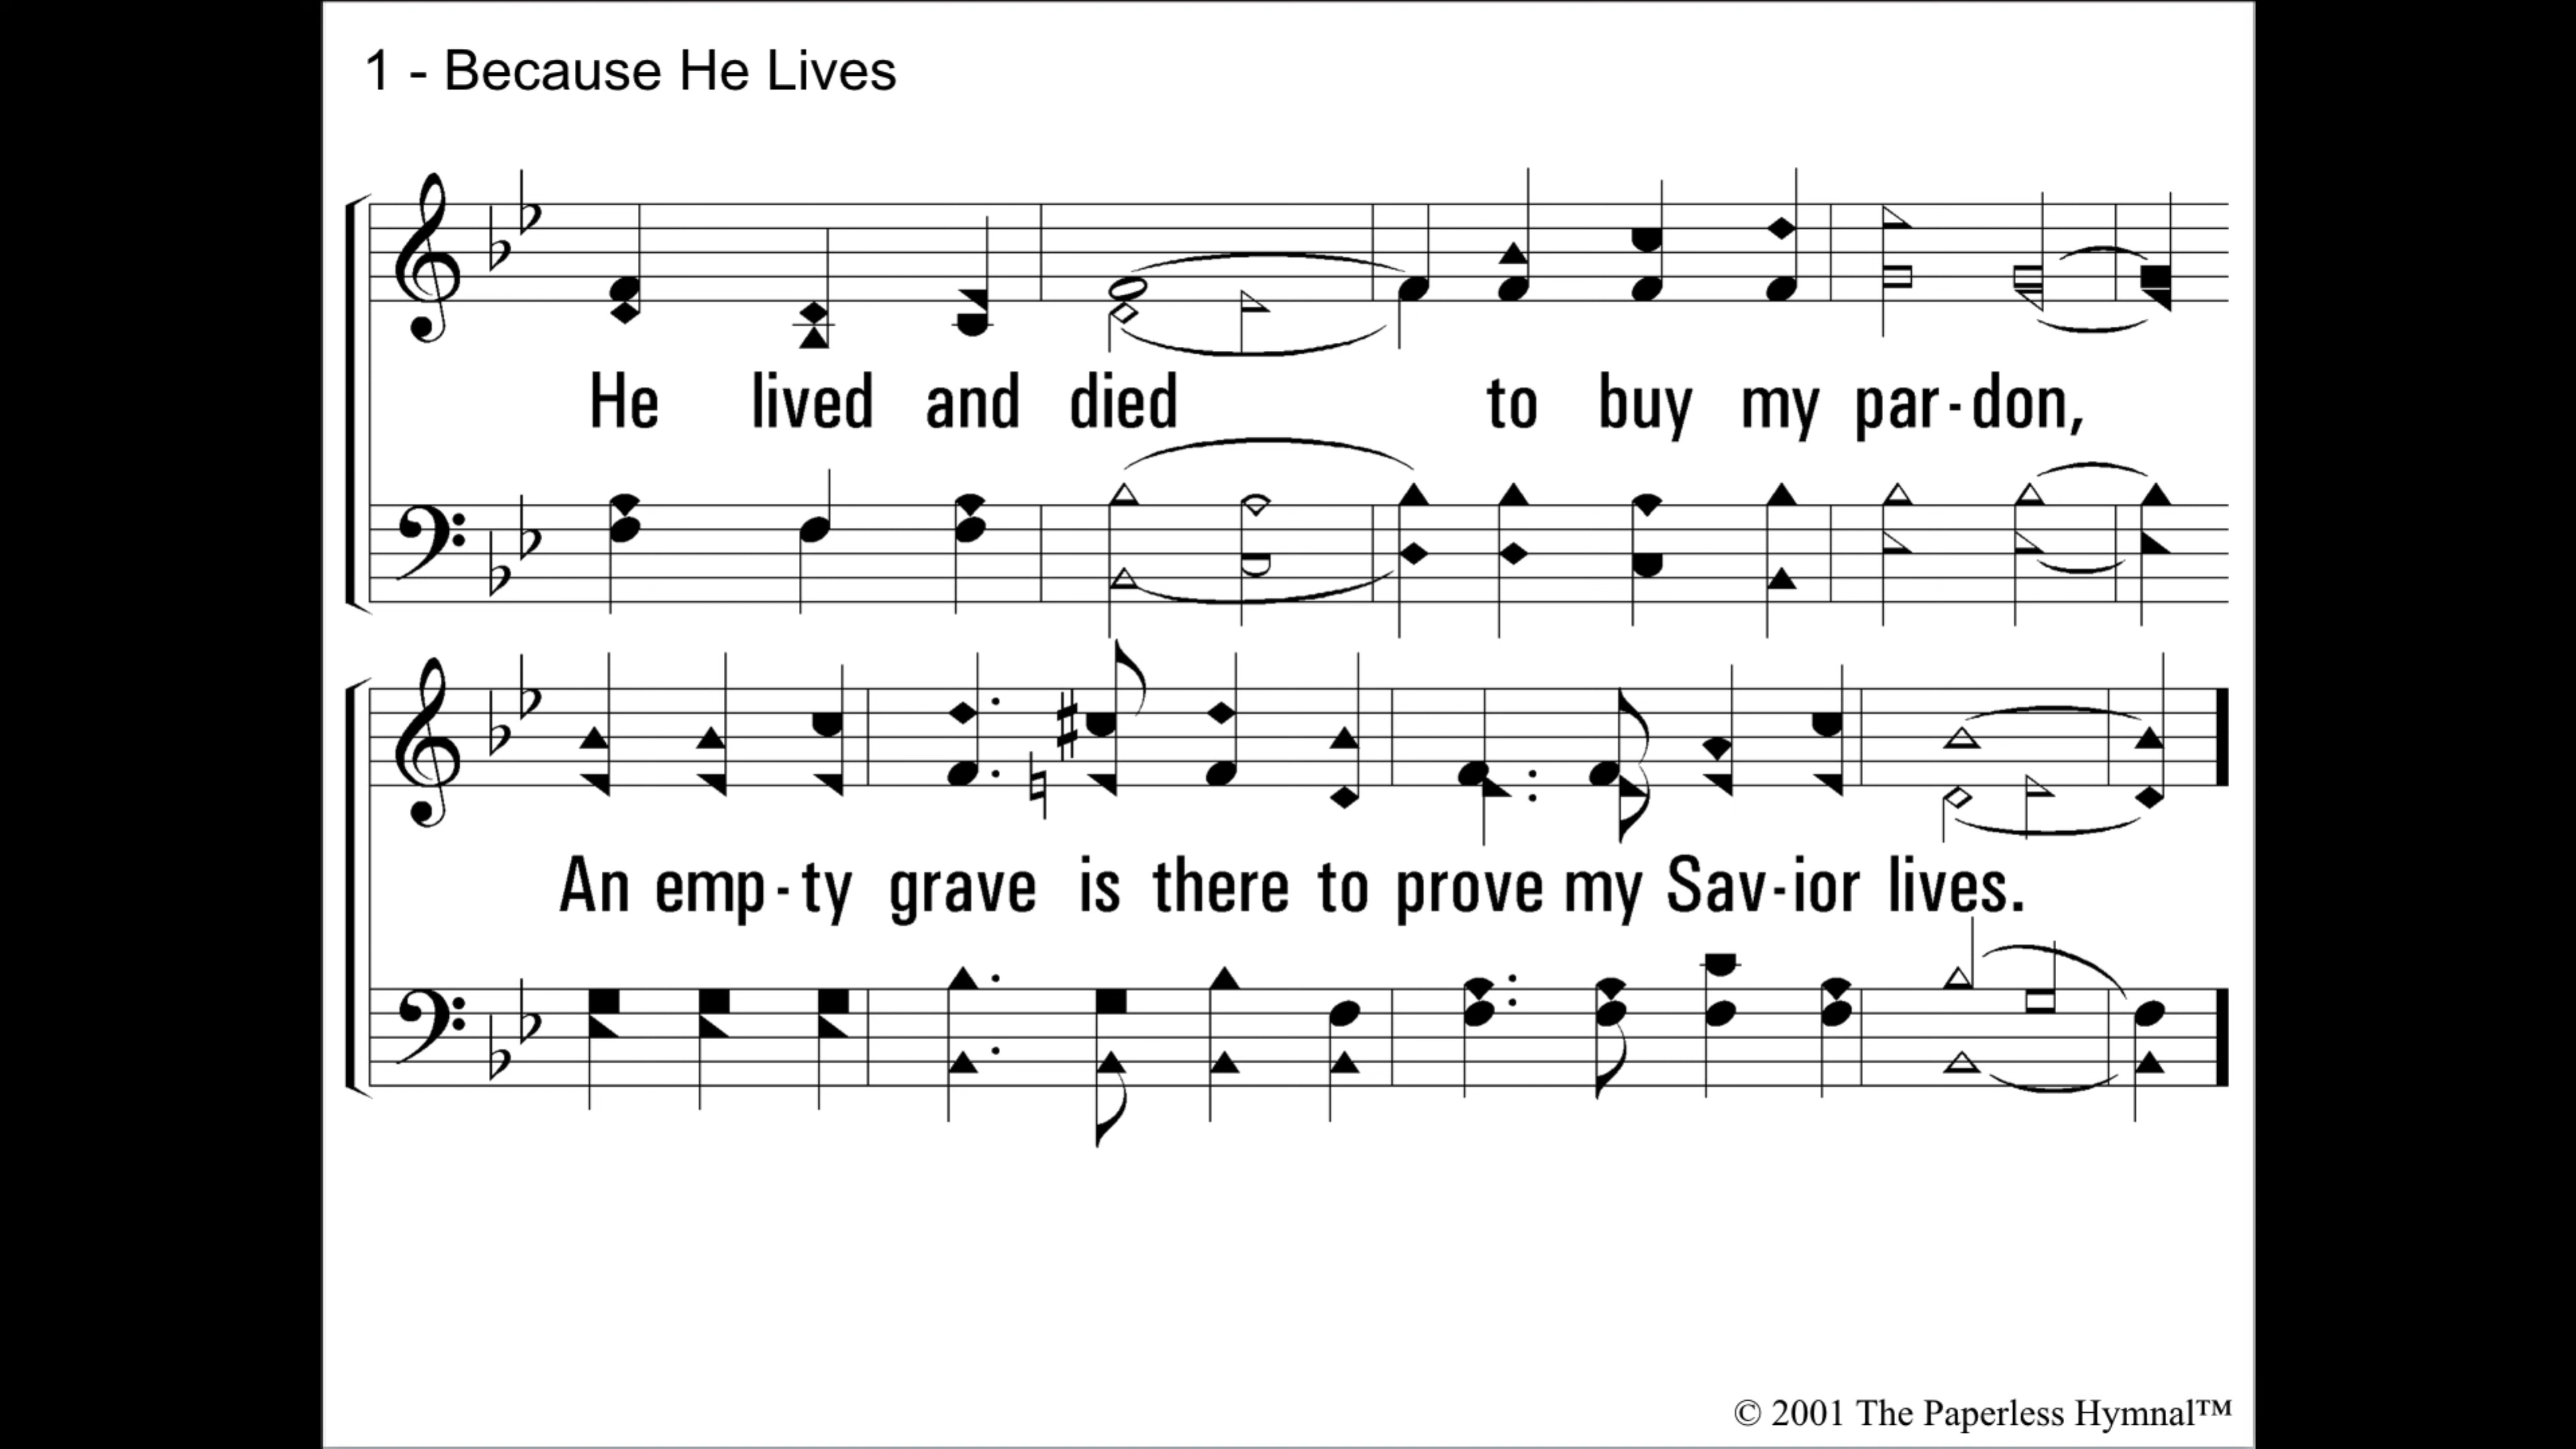 1 - Because He Lives
He lived and died to buy my par-don,
An emp-ty grave is there to prove my Sav-ior lives.
© 2001 The Paperless Hymnal™